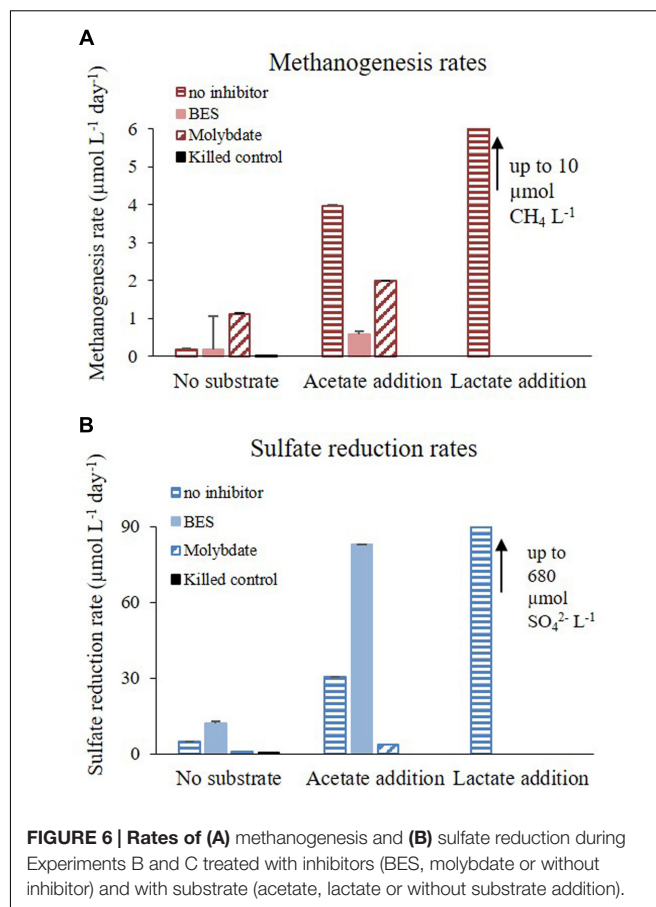 A
Methanogenesis rates
no inhibitor
BES
Molybdate
Killed control
Methanogenesis rate (µmol L-1 day-1)
6
5
4
3
2
1
0
up to 10
µmol
CH4 L-1
No substrate
Acetate addition
Lactate addition
B
Sulfate reduction rates
no inhibitor
BES
Molybdate
Killed control
Sulfate reduction rate (µmol L-1 day-1)
90
60
30
0
up to
680
µmol
SO42- L-1
No substrate
Acetate addition
Lactate addition
FIGURE 6 | Rates of (A) methanogenesis and (B) sulfate reduction during
Experiments B and C treated with inhibitors (BES, molybdate or without
inhibitor) and with substrate (acetate, lactate or without substrate addition).